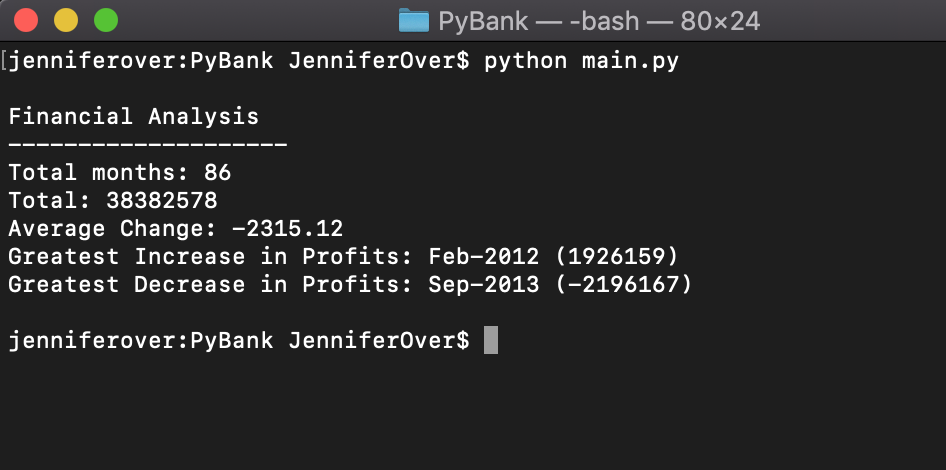 PyBank — -bash — 80×24
[jenniferover:PyBank JenniferOver$ python main.py
Financial Analysis
--------------------
Total months: 86
Total: 38382578
Average Change: -2315.12
Greatest Increase in Profits: Feb-2012 (1926159)
Greatest Decrease in Profits: Sep-2013 (-2196167)
jenniferover:PyBank JenniferOver$